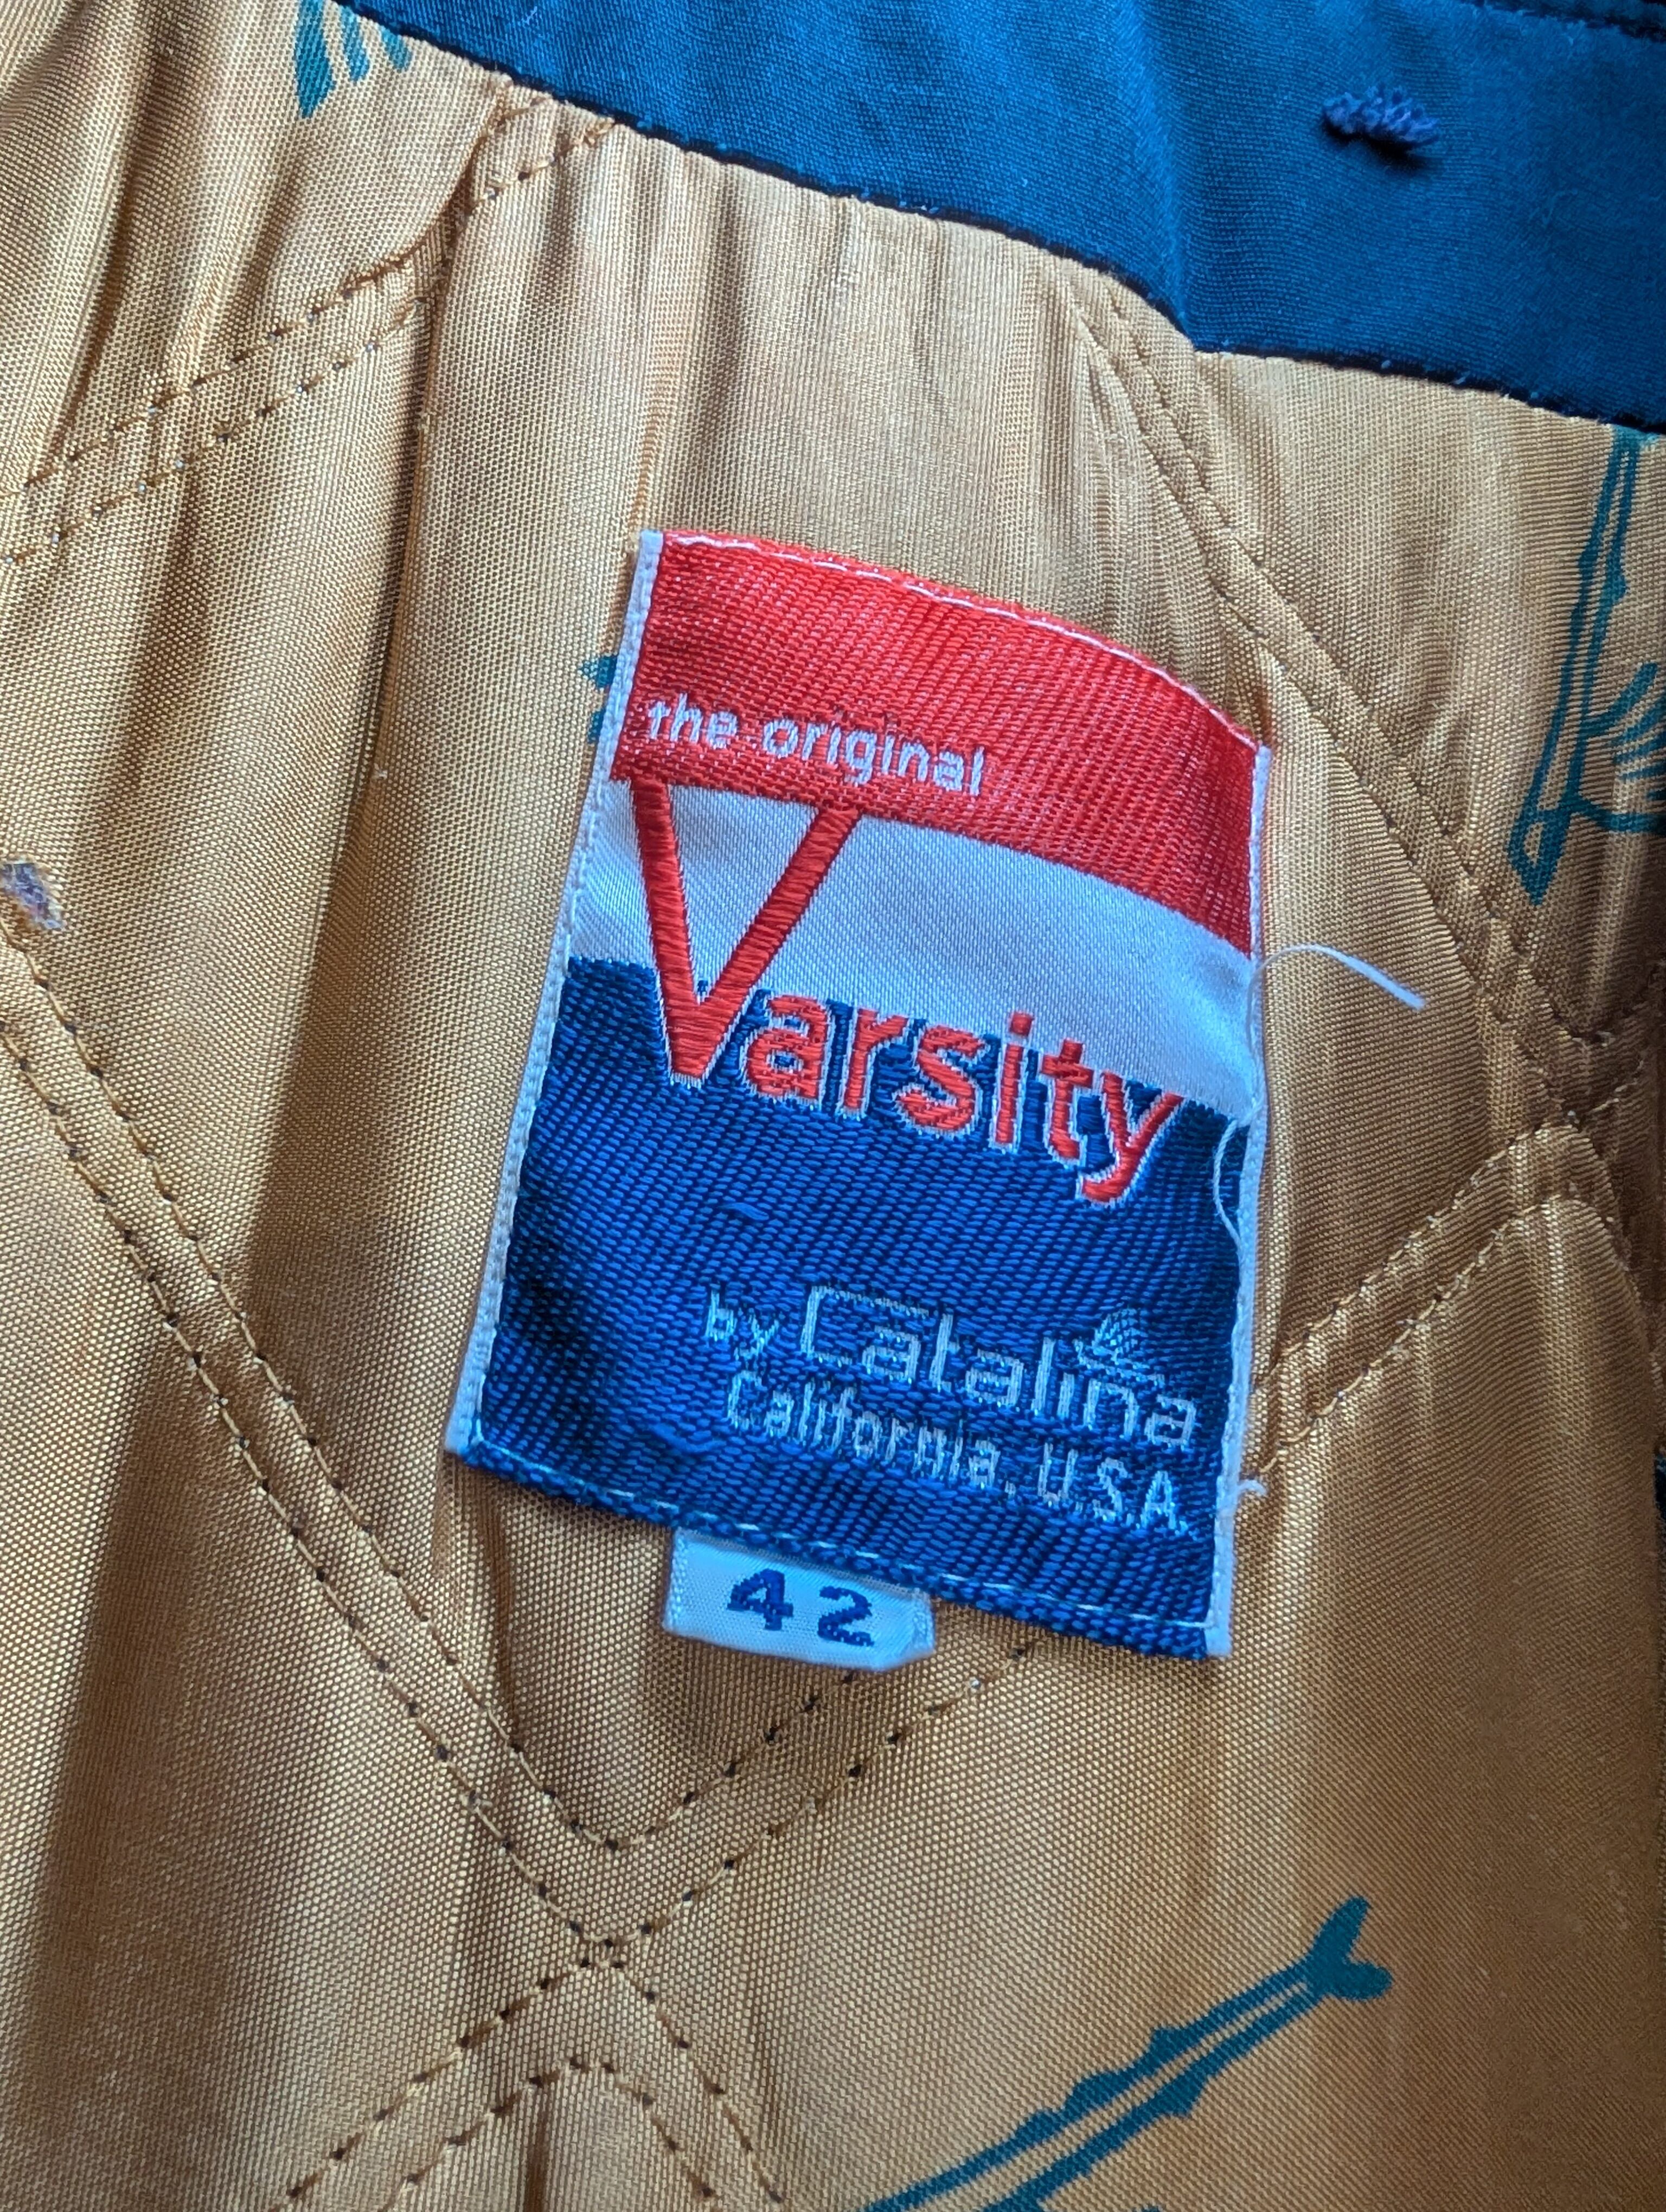 the original
Varsity
by Catalina
California, U.S.A.
42